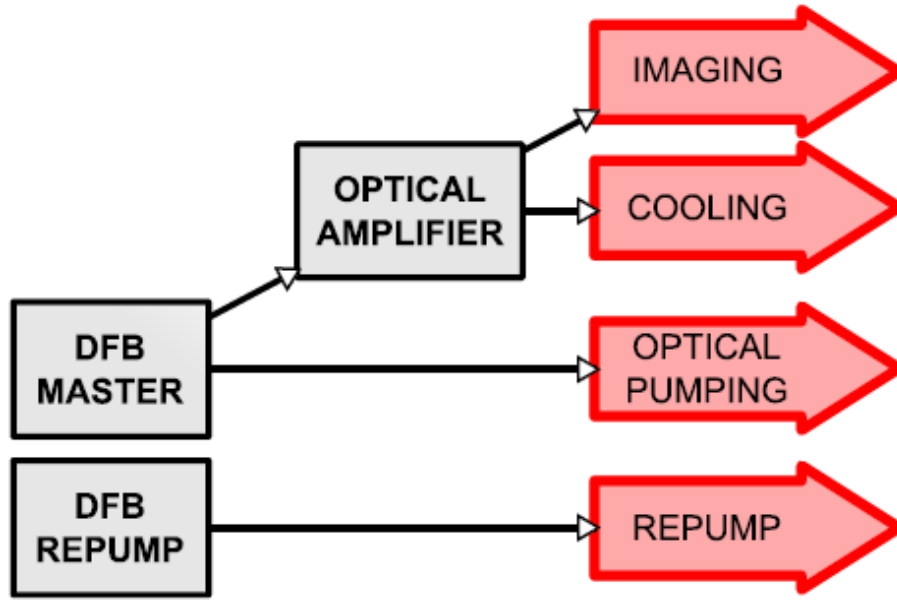 IMAGING
OPTICAL
AMPLIFIER
COOLING
DFB
MASTER
OPTICAL
PUMPING
DFB
REPUMP
REPUMP